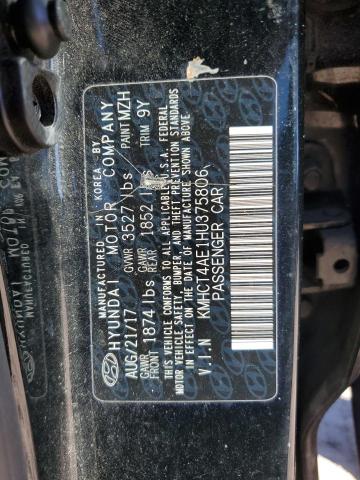 MANUFACTURED IN KOREA BY
HYUNDAI MOTOR COMPANY
AUG/21/17 GVWR 3527 lbs PAINT MZH
GAWR FRONT 1874 lbs GAWR REAR 1852 lbs TRIM 9Y
THIS VEHICLE CONFORMS TO ALL APPLICABLE U.S.A. FEDERAL
MOTOR VEHICLE SAFETY, BUMPER, AND THEFT PREVENTION STANDARDS
IN EFFECT ON THE DATE OF MANUFACTURE SHOWN ABOVE.
V.I.N KMHCT4AE1HU375806
PASSENGER CAR